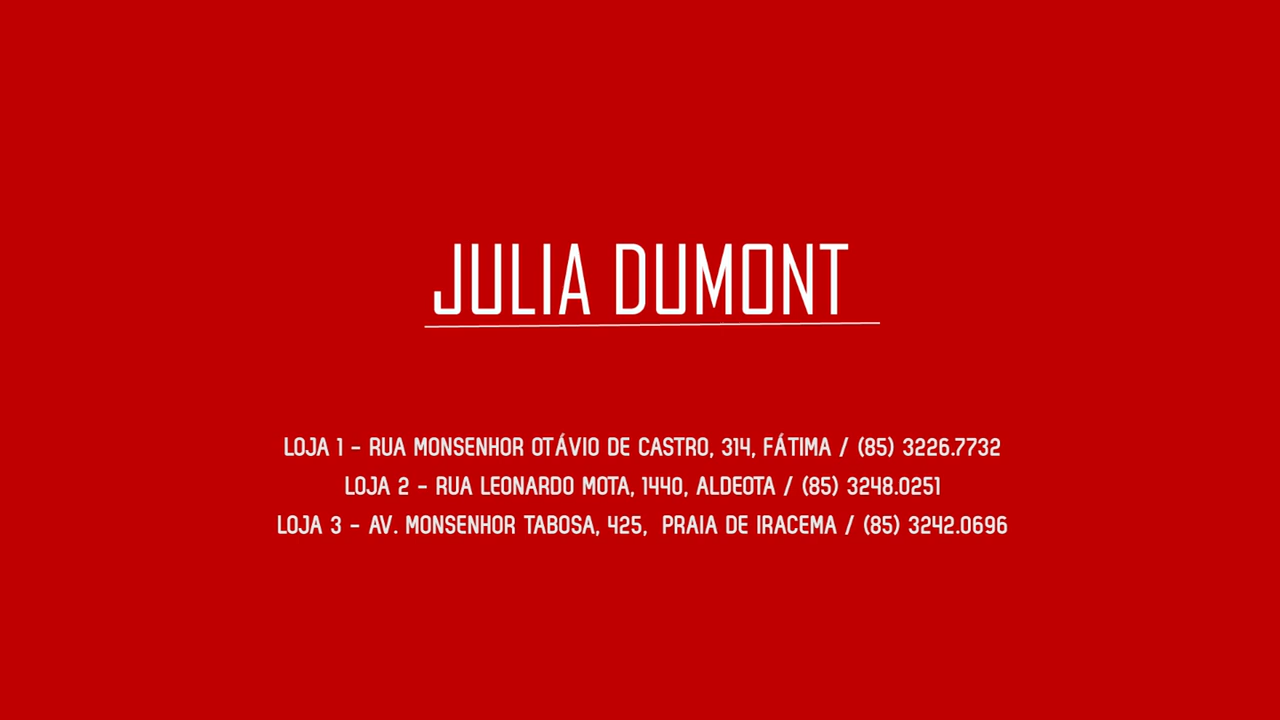 JULIA DUMONT
LOJA 1 - RUA MONSENHOR OTÁVIO DE CASTRO, 314, FÁTIMA / (85) 3226.7732
LOJA 2 - RUA LEONARDO MOTA, 1440, ALDEOTA / (85) 3248.0251
LOJA 3 - AV. MONSENHOR TABOSA, 425, PRAIA DE IRACEMA / (85) 3242.0696